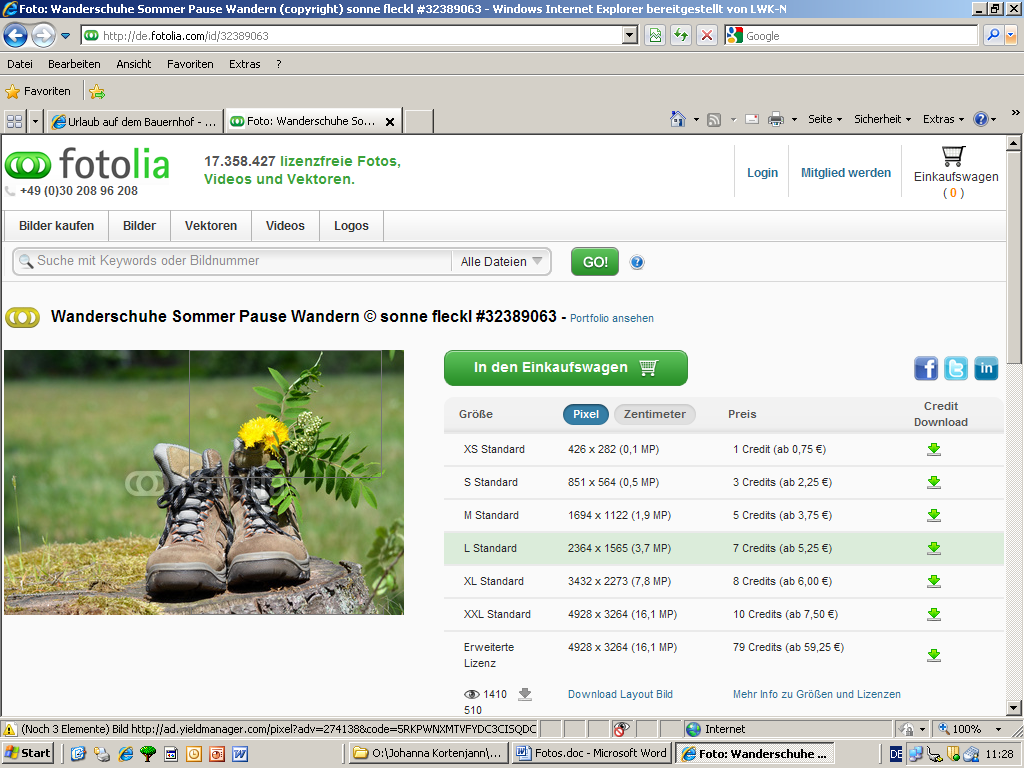 Foto: Wanderschuhe Sommer Pause Wandern (copyright) sonne fleckl #32389063 - Windows Internet Explorer bereitgestellt von LWK-N
http://de.fotolia.com/id/32389063
Google
Datei Bearbeiten Ansicht Favoriten Extras ?
Favoriten
Urlaub auf dem Bauernhof - ...
Foto: Wanderschuhe So...
Seite Sicherheit Extras
fotolia
+49 (0)30 208 96 208
17.358.427 lizenzfreie Fotos,
Videos und Vektoren.
Login
Mitglied werden
Einkaufswagen
( 0 )
Bilder kaufen Bilder Vektoren Videos Logos
Suche mit Keywords oder Bildnummer
Alle Dateien
GO!
Wanderschuhe Sommer Pause Wandern © sonne fleckl #32389063 - Portfolio ansehen
fotolia
In den Einkaufswagen
Größe Pixel Zentimeter Preis Credit
Download
XS Standard 426 x 282 (0,1 MP) 1 Credit (ab 0,75 €)
S Standard 851 x 564 (0,5 MP) 3 Credits (ab 2,25 €)
M Standard 1694 x 1122 (1,9 MP) 5 Credits (ab 3,75 €)
L Standard 2364 x 1565 (3,7 MP) 7 Credits (ab 5,25 €)
XL Standard 3432 x 2273 (7,8 MP) 8 Credits (ab 6,00 €)
XXL Standard 4928 x 3264 (16,1 MP) 10 Credits (ab 7,50 €)
Erweiterte
Lizenz 4928 x 3264 (16,1 MP) 79 Credits (ab 59,25 €)
1410
510
Download Layout Bild
Mehr Info zu Größen und Lizenzen
(Noch 3 Elemente) Bild http://ad.yieldmanager.com/pixel?adv=274138&code=5RKPWNXMTVFYDC3CISQDC
Internet
100%
Start
O:\Johanna Kortenjann\...
Fotos.doc - Microsoft Word
Foto: Wanderschuhe ...
DE
11:28